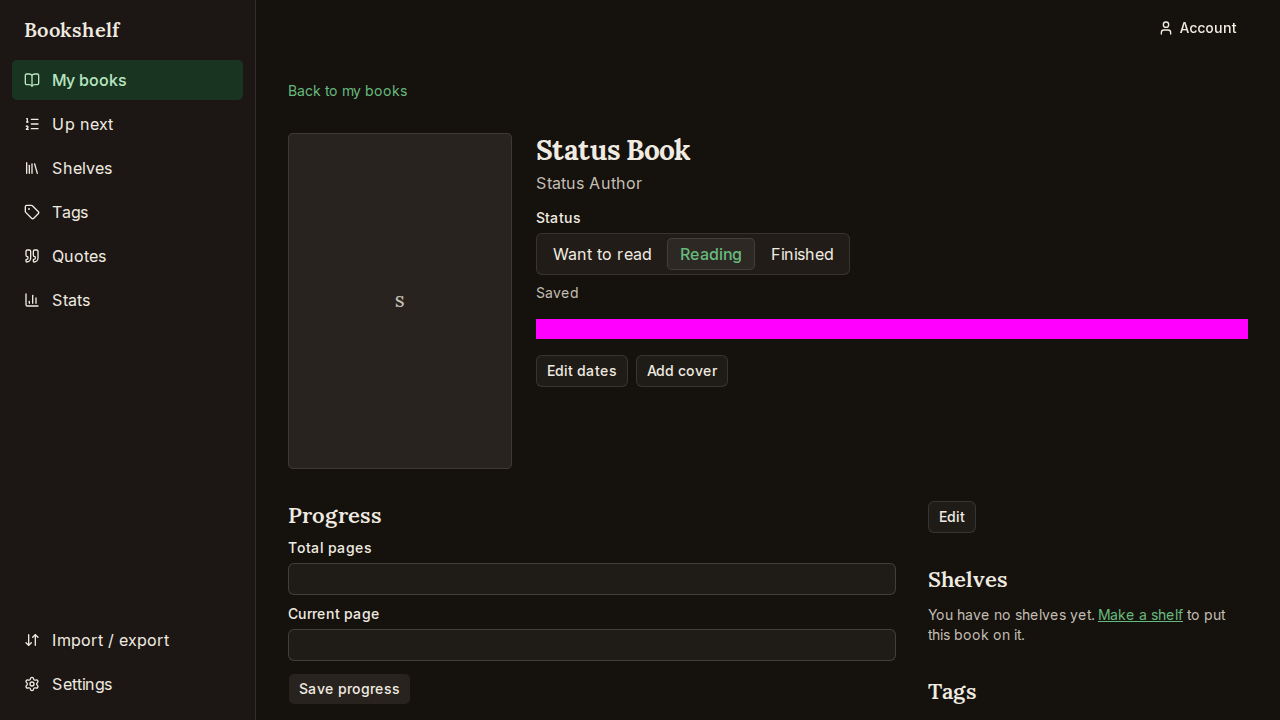 Bookshelf
My books
Up next
Shelves
Tags
Quotes
Stats
Import / export
Settings
Account
Back to my books
S
Status Book
Status Author
Status
Want to read
Reading
Finished
Saved
Edit dates
Add cover
Progress
Total pages
Current page
Save progress
Edit
Shelves
You have no shelves yet. Make a shelf to put
this book on it.
Tags